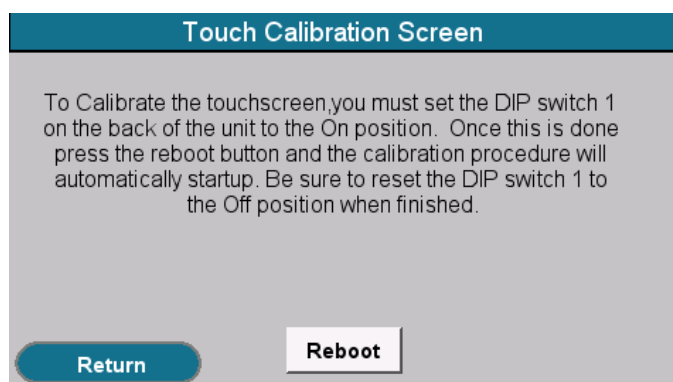 Touch Calibration Screen
To Calibrate the touchscreen,you must set the DIP switch 1
on the back of the unit to the On position.  Once this is done
press the reboot button and the calibration procedure will
automatically startup. Be sure to reset the DIP switch 1 to
the Off position when finished.
Reboot
Return